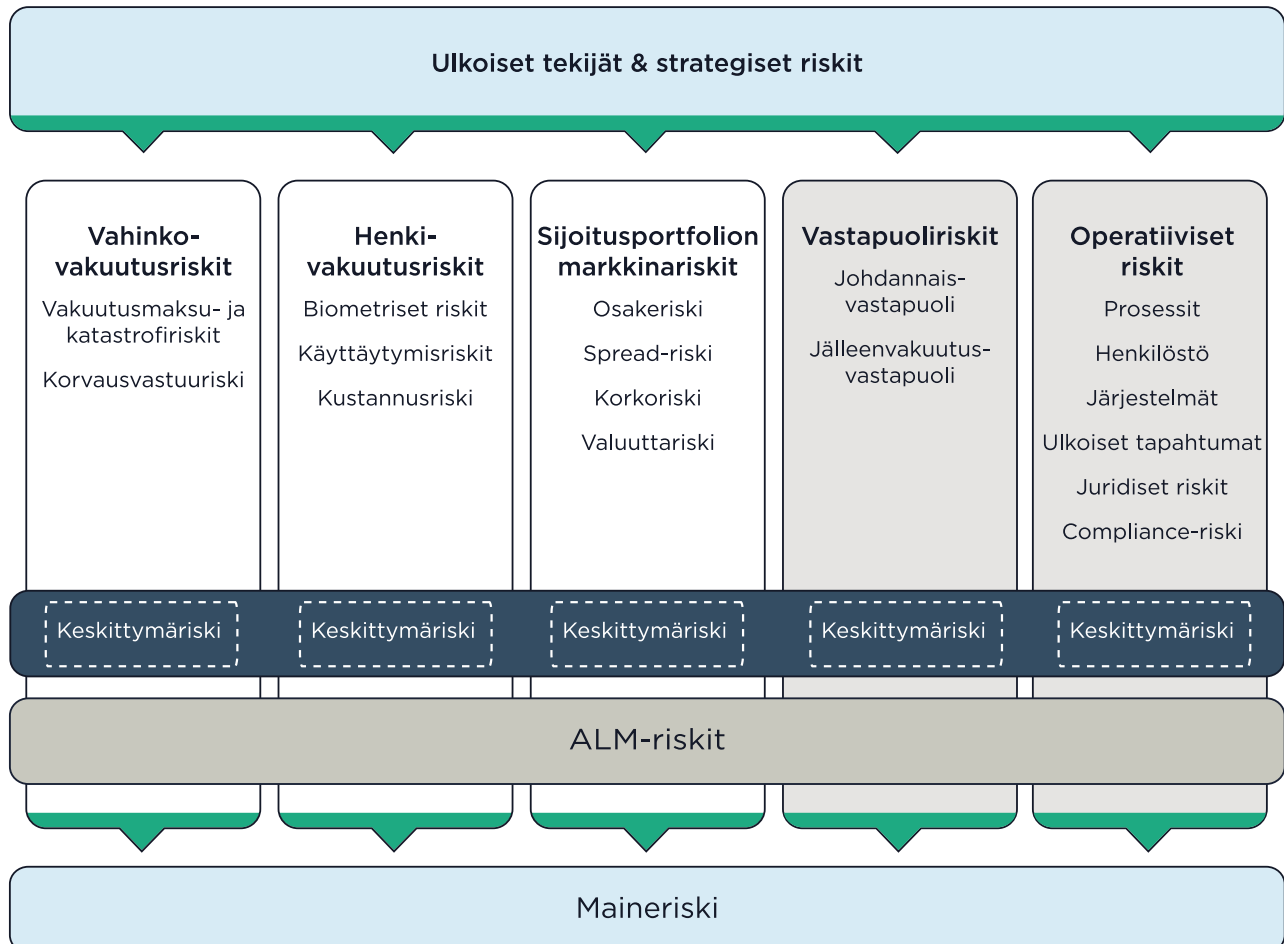 Ulkoiset tekijät & strategiset riskit
Vahinko-
vakuutusriskit
Vakuutusmaksu- ja
katastrofiriskit
Korvausvastuuriski
Henki-
vakuutusriskit
Biometriset riskit
Käyttäytymisriskit
Kustannusriski
Sijoitusportfolion
markkinariskit
Osakeriski
Spread-riski
Korkoriski
Valuuttariski
Vastapuoliriskit
Johdannais-
vastapuoli
Jälleenvakuutus-
vastapuoli
Operatiiviset
riskit
Prosessit
Henkilöstö
Järjestelmät
Ulkoiset tapahtumat
Juridiset riskit
Compliance-riski
Keskittymäriski
Keskittymäriski
Keskittymäriski
Keskittymäriski
Keskittymäriski
ALM-riskit
Maineriski